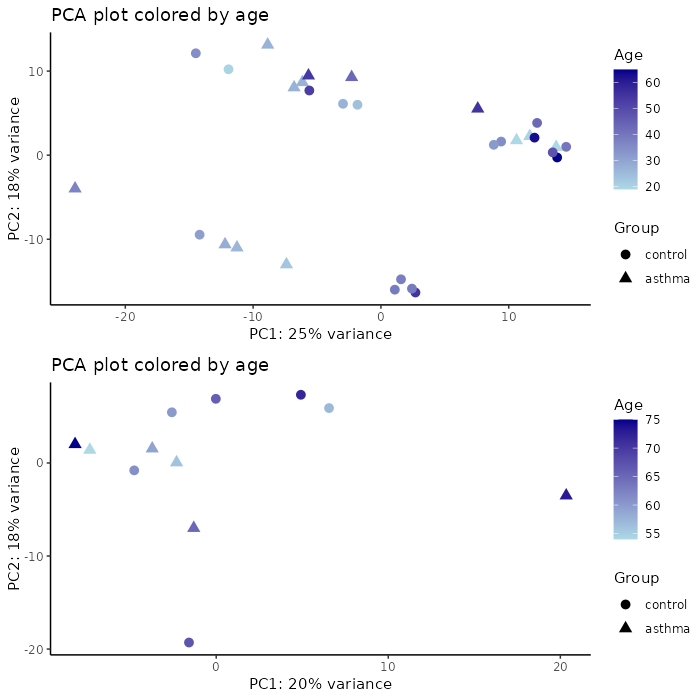 PCA plot colored by age
10
0
-10
PC2: 18% variance
-20
-10
0
10
PC1: 25% variance
Age
60
50
40
30
20
Group
control
asthma
PCA plot colored by age
0
-10
-20
PC2: 18% variance
0
10
20
PC1: 20% variance
Age
75
70
65
60
55
Group
control
asthma